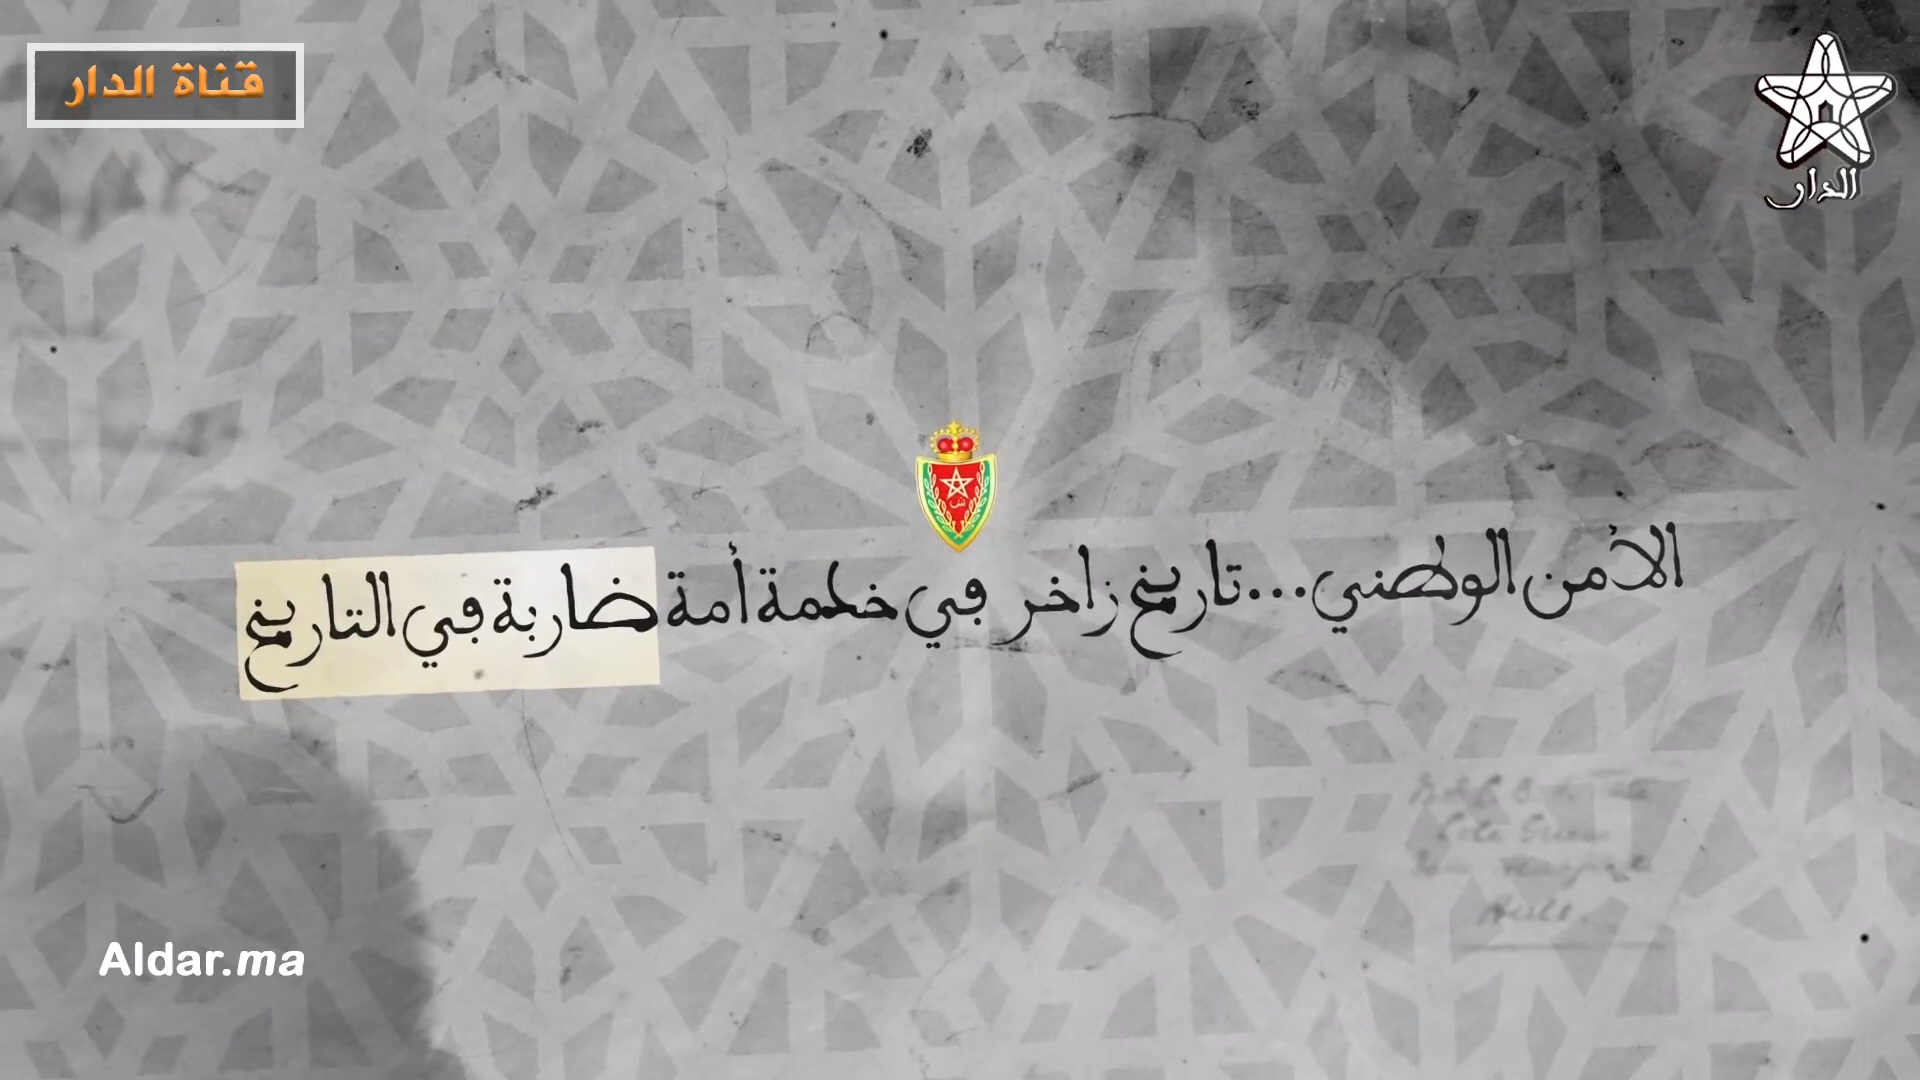 قناة الدار
الدار
الأمن الوطني...تاريخ زاخر في خدمة أمة ضاربة في التاريخ
Aldar.ma